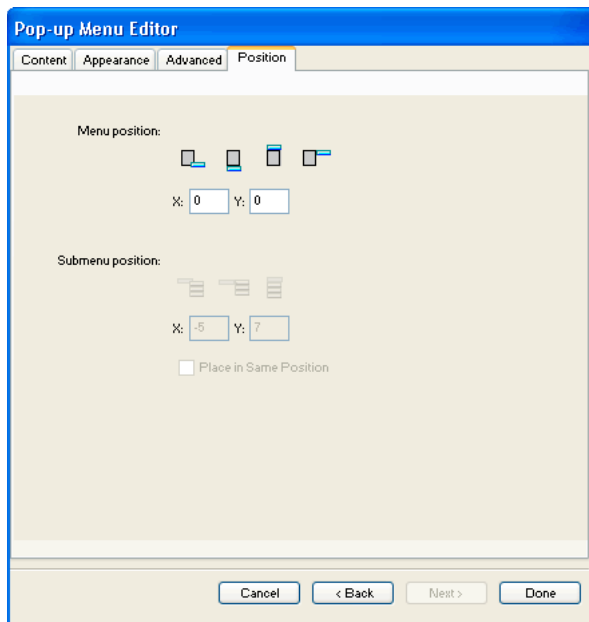 Pop-up Menu Editor
Content Appearance Advanced Position
Menu position:
X: 0 Y: 0
Submenu position:
X: -5 Y: 7
Place in Same Position
Cancel < Back Next > Done